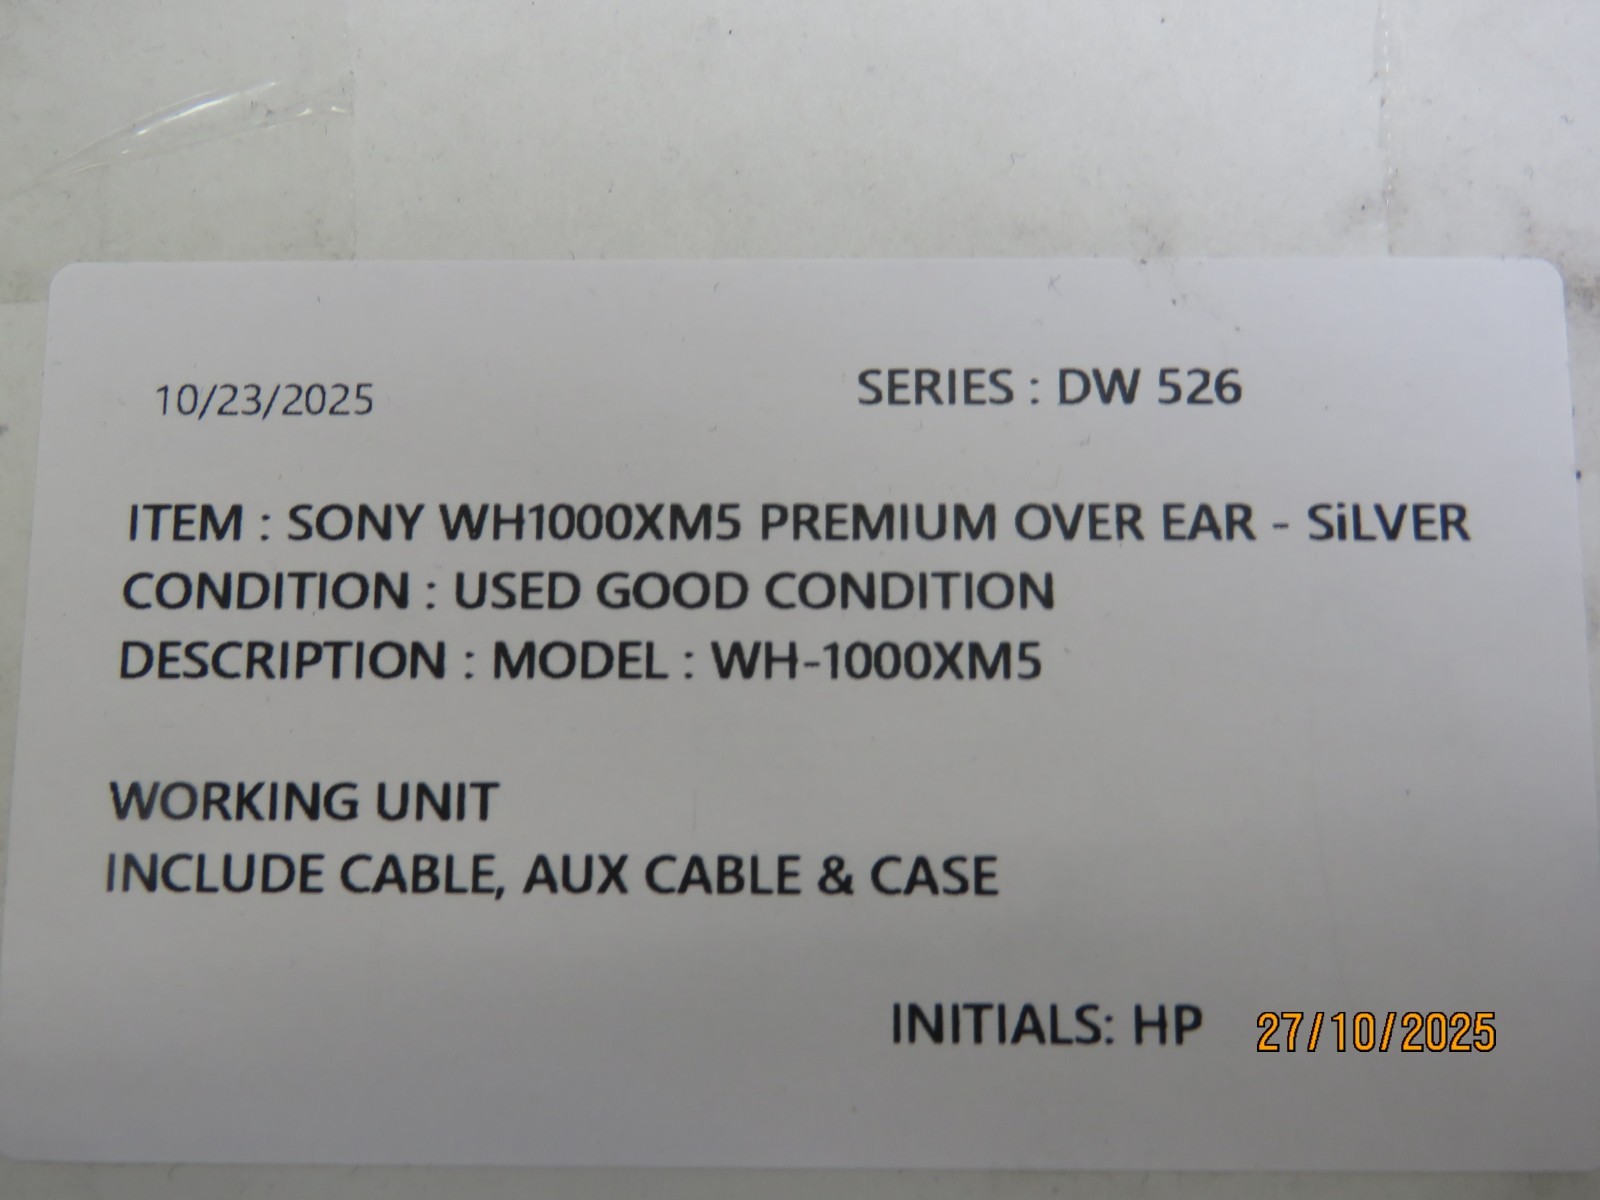 10/23/2025
SERIES : DW 526
ITEM : SONY WH1000XM5 PREMIUM OVER EAR - SiLVER
CONDITION : USED GOOD CONDITION
DESCRIPTION : MODEL : WH-1000XM5
WORKING UNIT
INCLUDE CABLE, AUX CABLE & CASE
INITIALS: HP
27/10/2025